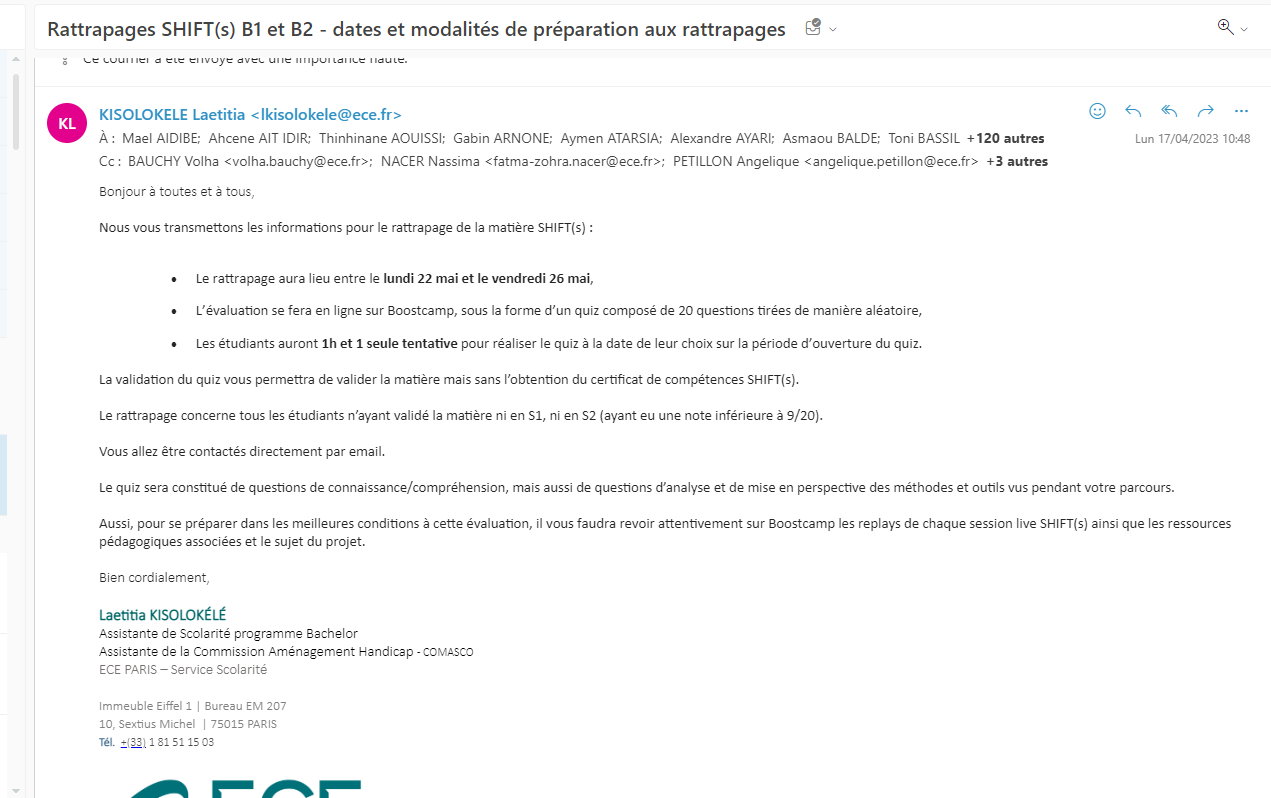 Rattrapages SHIFT(s) B1 et B2 - dates et modalités de préparation aux rattrapages
Ce courrier a été envoyé avec une importance haute.
KL
KISOLOKELE Laetitia <lkisolokele@ece.fr>
À : Mael AIDIBE; Ahcene AIT IDIR; Thinhinane AOUISSI; Gabin ARNONE; Aymen ATARSIA; Alexandre AYARI; Asmaou BALDE; Toni BASSIL +120 autres
Lun 17/04/2023 10:48
Cc : BAUCHY Volha <volha.bauchy@ece.fr>; NACER Nassima <fatma-zohra.nacer@ece.fr>; PETILLON Angelique <angelique.petillon@ece.fr> +3 autres
Bonjour à toutes et à tous,
Nous vous transmettons les informations pour le rattrapage de la matière SHIFT(s) :
• Le rattrapage aura lieu entre le lundi 22 mai et le vendredi 26 mai,
• L’évaluation se fera en ligne sur Boostcamp, sous la forme d’un quiz composé de 20 questions tirées de manière aléatoire,
• Les étudiants auront 1h et 1 seule tentative pour réaliser le quiz à la date de leur choix sur la période d’ouverture du quiz.
La validation du quiz vous permettra de valider la matière mais sans l’obtention du certificat de compétences SHIFT(s).
Le rattrapage concerne tous les étudiants n’ayant validé la matière ni en S1, ni en S2 (ayant eu une note inférieure à 9/20).
Vous allez être contactés directement par email.
Le quiz sera constitué de questions de connaissance/compréhension, mais aussi de questions d’analyse et de mise en perspective des méthodes et outils vus pendant votre parcours.
Aussi, pour se préparer dans les meilleures conditions à cette évaluation, il vous faudra revoir attentivement sur Boostcamp les replays de chaque session live SHIFT(s) ainsi que les ressources
pédagogiques associées et le sujet du projet.
Bien cordialement,
Laetitia KISOLOKÉLÉ
Assistante de Scolarité programme Bachelor
Assistante de la Commission Aménagement Handicap - COMASCO
ECE PARIS – Service Scolarité
Immeuble Eiffel 1 | Bureau EM 207
10, Sextius Michel | 75015 PARIS
Tél. +(33) 1 81 51 15 03
ECE